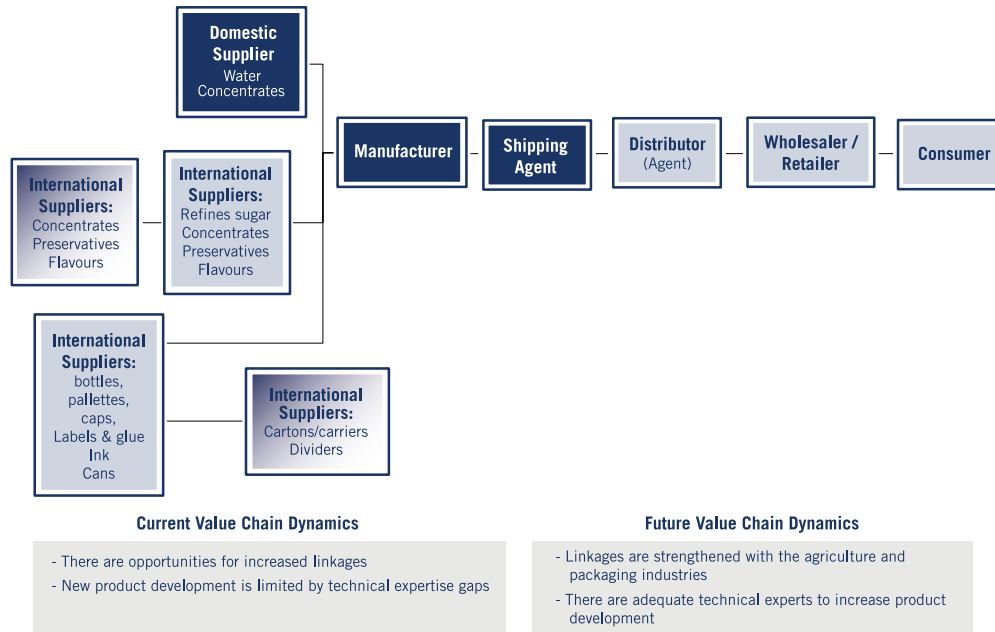 Domestic
Supplier
Water
Concentrates
Manufacturer
Shipping
Agent
Distributor
(Agent)
Wholesaler /
Retailer
Consumer
International
Suppliers:
Concentrates
Preservatives
Flavours
International
Suppliers:
Refines sugar
Concentrates
Preservatives
Flavours
International
Suppliers:
bottles,
pallettes,
caps,
Labels & glue
Ink
Cans
International
Suppliers:
Cartons/carriers
Dividers
Current Value Chain Dynamics
- There are opportunities for increased linkages
- New product development is limited by technical expertise gaps
Future Value Chain Dynamics
- Linkages are strengthened with the agriculture and
packaging industries
- There are adequate technical experts to increase product
development